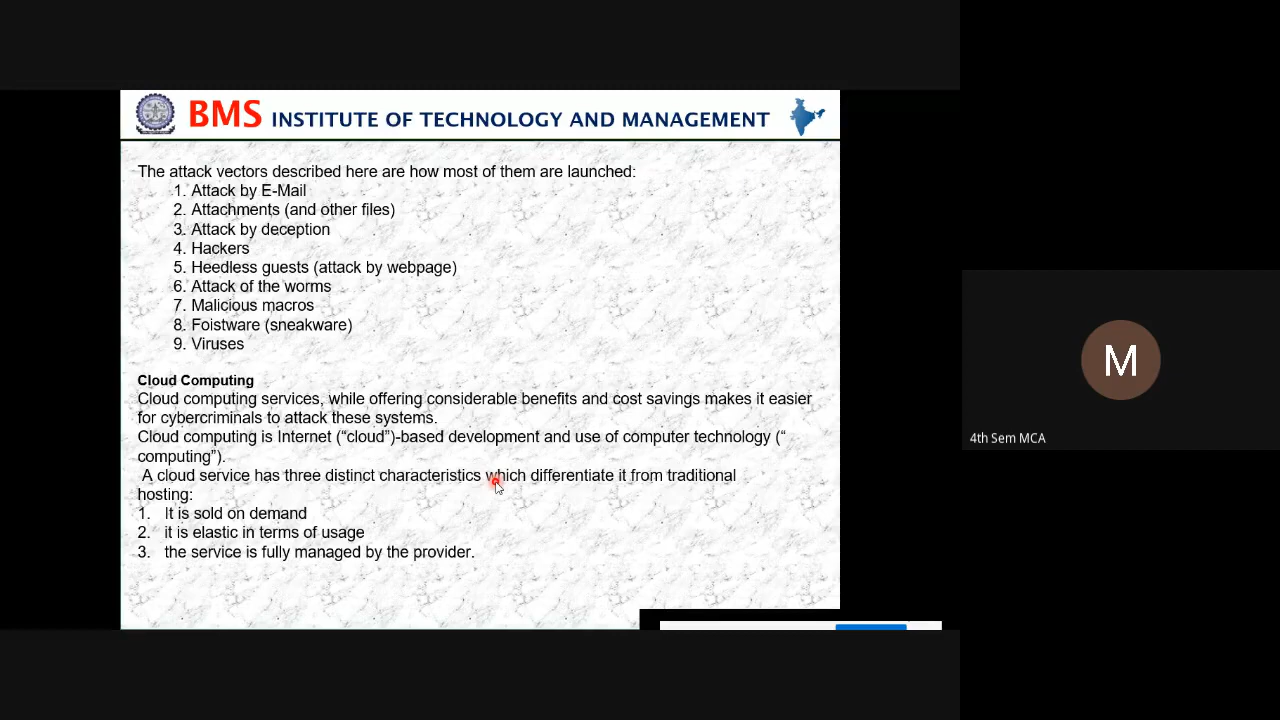 BMS INSTITUTE OF TECHNOLOGY AND MANAGEMENT
The attack vectors described here are how most of them are launched:
1. Attack by E-Mail
2. Attachments (and other files)
3. Attack by deception
4. Hackers
5. Heedless guests (attack by webpage)
6. Attack of the worms
7. Malicious macros
8. Foistware (sneakware)
9. Viruses
Cloud Computing
Cloud computing services, while offering considerable benefits and cost savings makes it easier
for cybercriminals to attack these systems.
Cloud computing is Internet (“cloud”)-based development and use of computer technology (“
computing”).
A cloud service has three distinct characteristics which differentiate it from traditional
hosting:
1. It is sold on demand
2. it is elastic in terms of usage
3. the service is fully managed by the provider.
M
4th Sem MCA